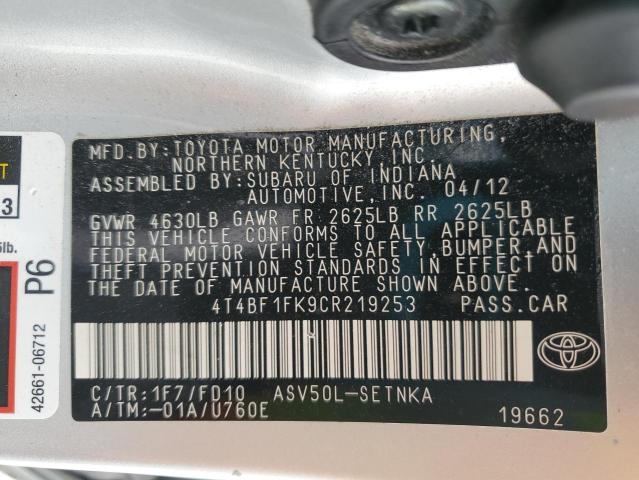 MFD.BY:TOYOTA MOTOR MANUFACTURING,
NORTHERN KENTUCKY,INC.
ASSEMBLED BY:SUBARU OF INDIANA
AUTOMOTIVE,INC. 04/12
GVWR 4630LB GAWR FR 2625LB RR 2625LB
THIS VEHICLE CONFORMS TO ALL APPLICABLE
FEDERAL MOTOR VEHICLE SAFETY,BUMPER,AND
THEFT PREVENTION STANDARDS IN EFFECT ON
THE DATE OF MANUFACTURE SHOWN ABOVE.
4T4BF1FK9CR219253 PASS.CAR
C/TR:1F7/FD10 ASV50L-SETNKA
A/TM:-01A/U760E
19662
P6
42661-06712
3
lb.